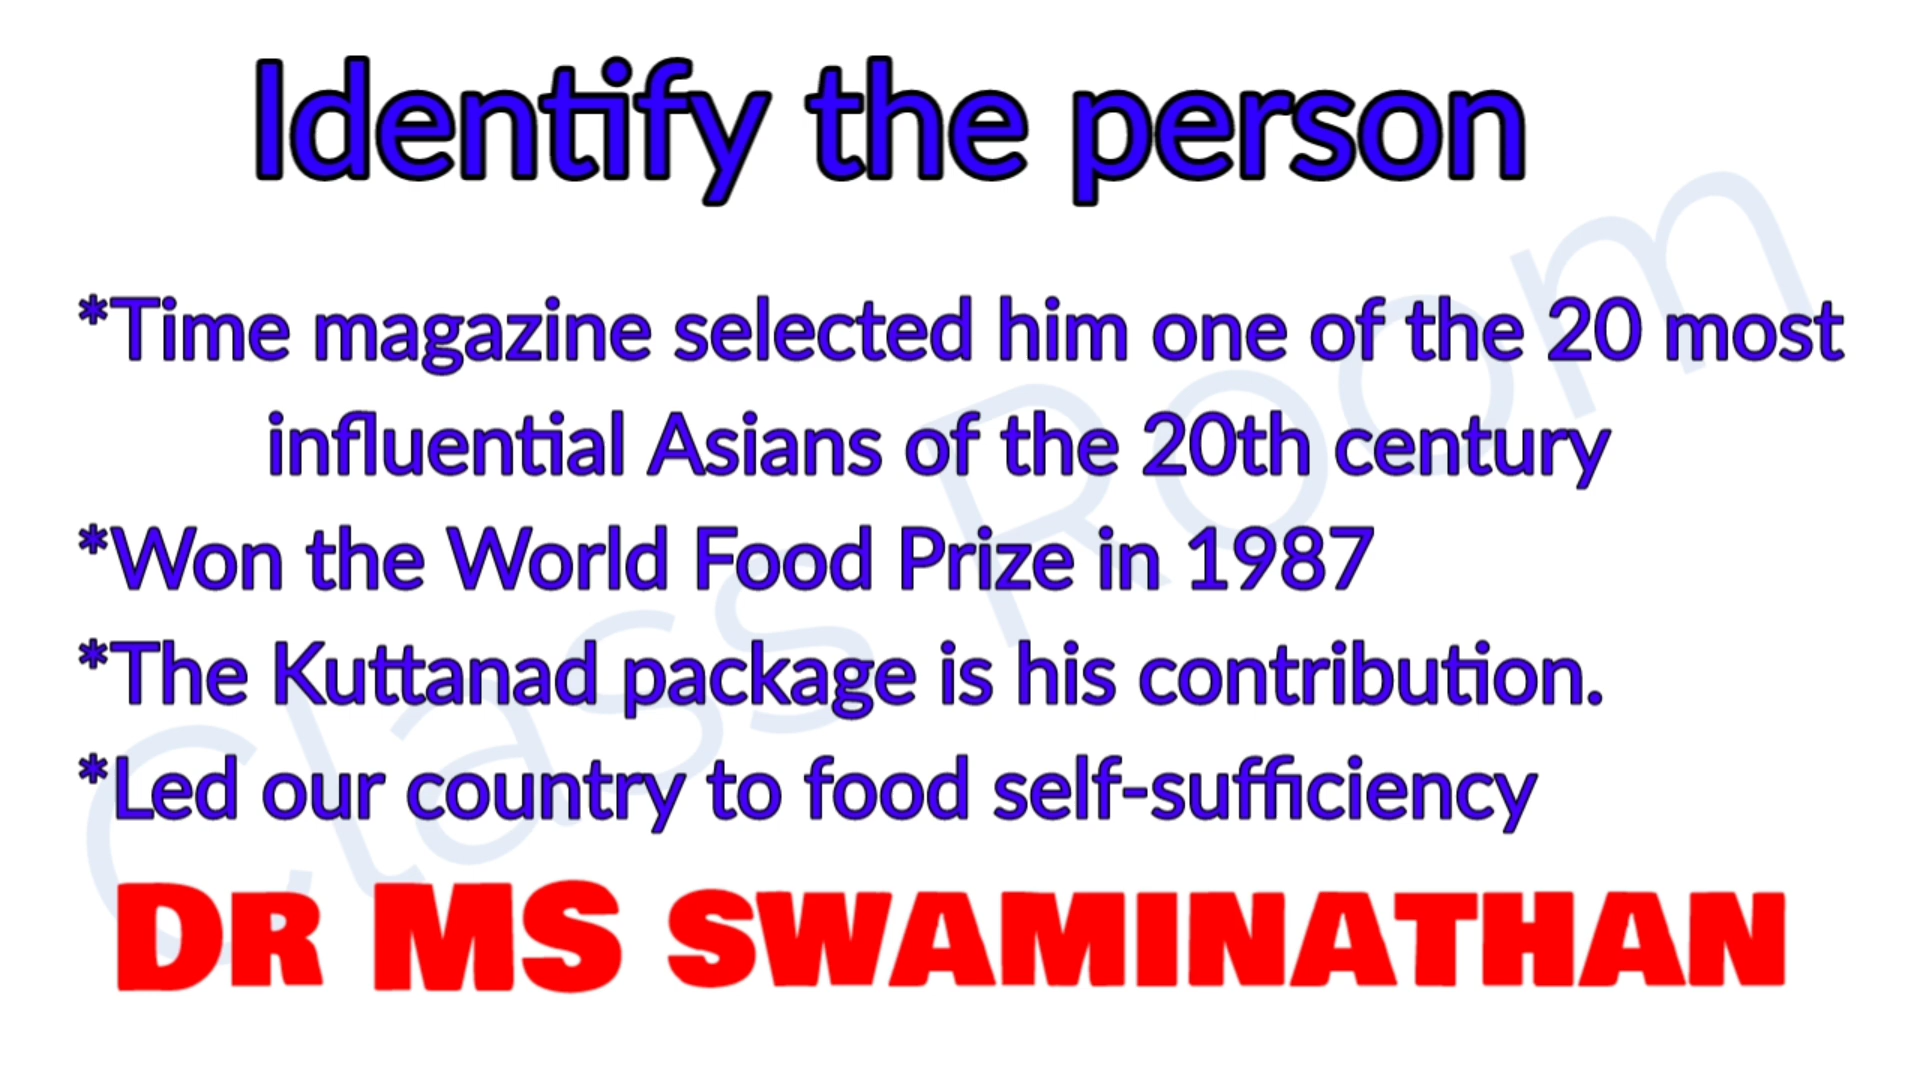 Identify the person
*Time magazine selected him one of the 20 most
influential Asians of the 20th century
*Won the World Food Prize in 1987
*The Kuttanad package is his contribution.
*Led our country to food self-sufficiency
DR MS SWAMINATHAN
Class Room